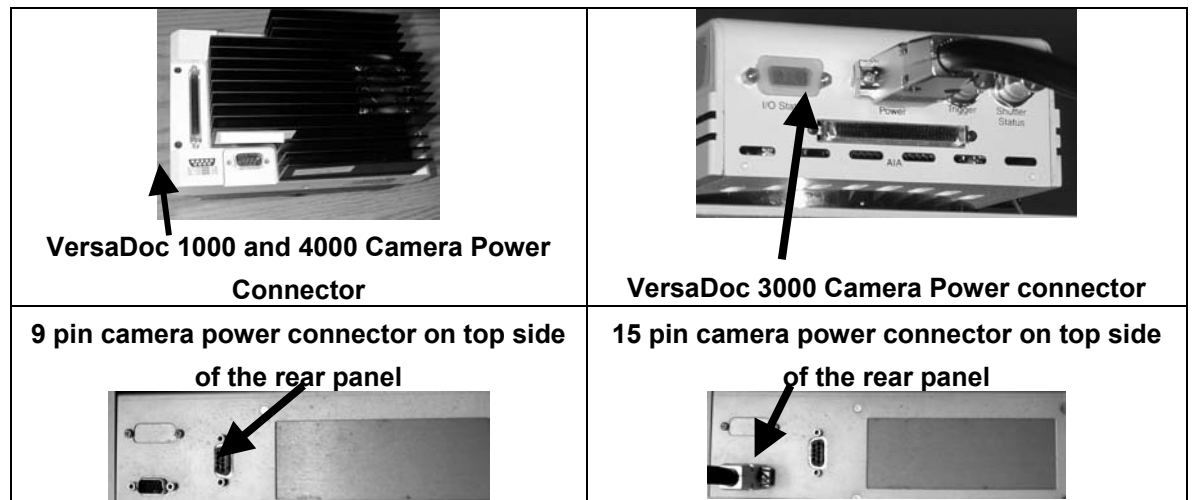 I/O Status
Power
Trigger
Shutter
Status
AIA
VersaDoc 1000 and 4000 Camera Power
Connector
VersaDoc 3000 Camera Power connector
9 pin camera power connector on top side
of the rear panel
15 pin camera power connector on top side
of the rear panel